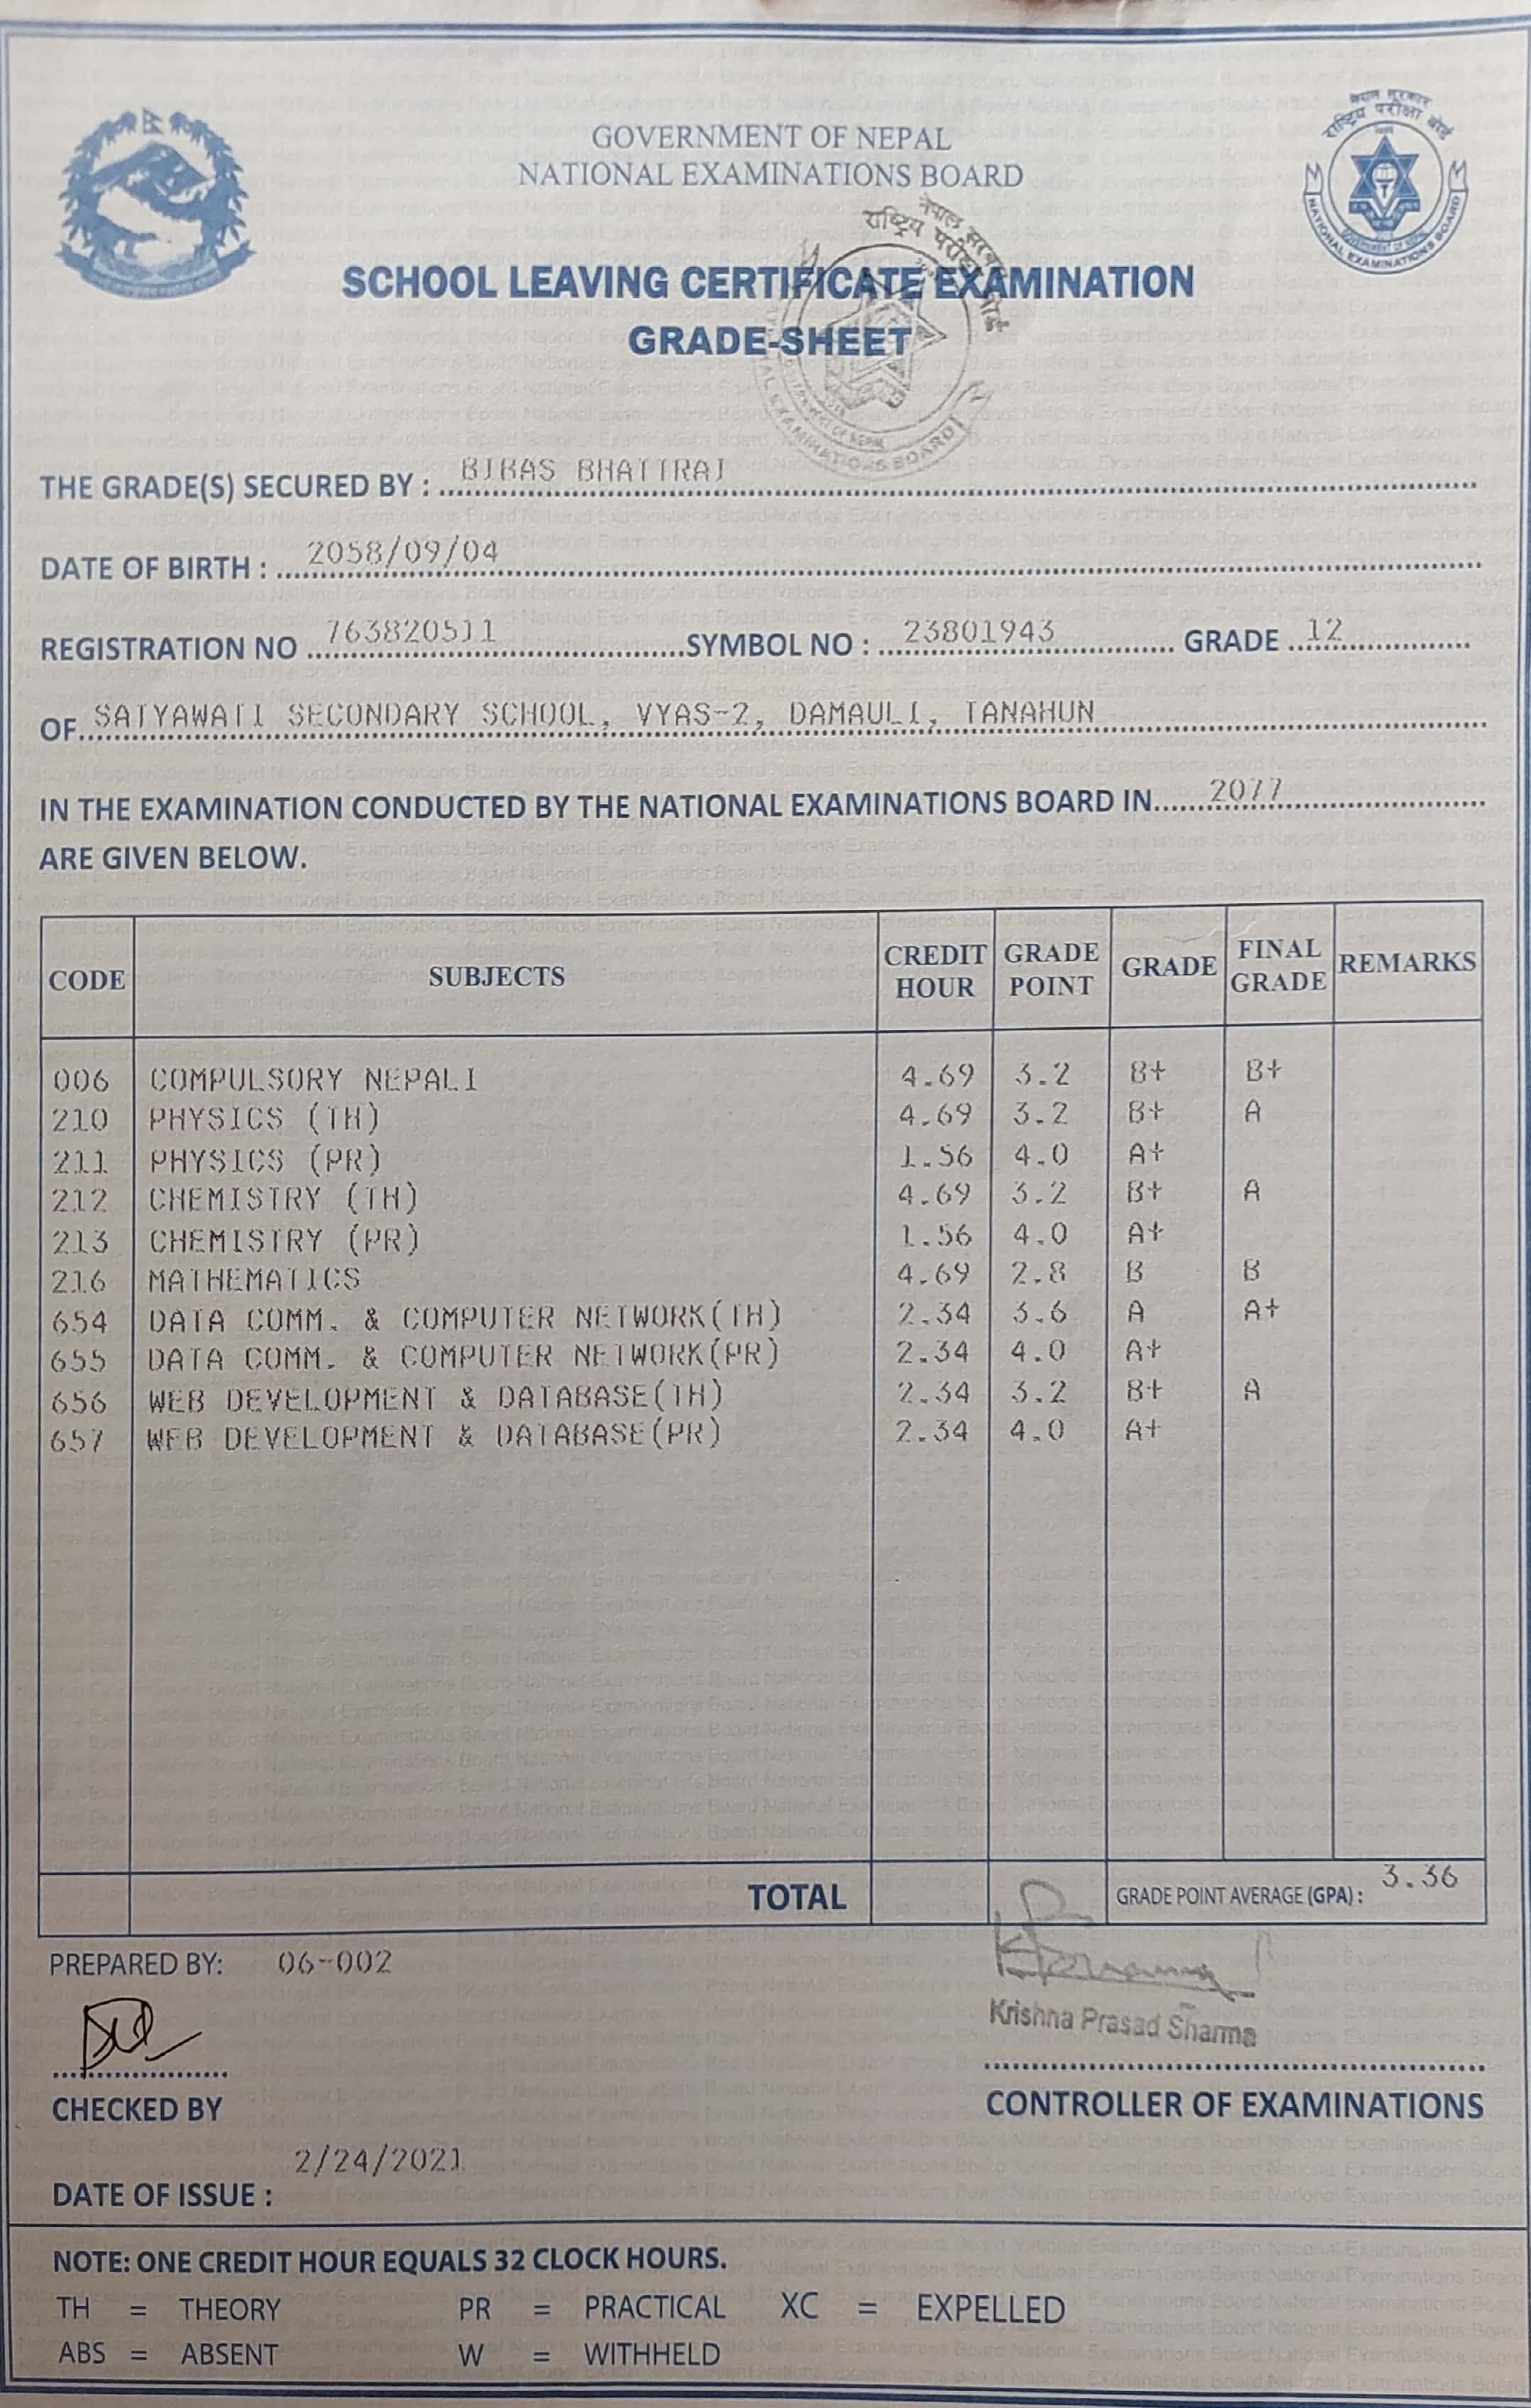 GOVERNMENT OF NEPAL
NATIONAL EXAMINATIONS BOARD
नेपाल सरकार
राष्ट्रिय परीक्षा बोर्ड
NATIONAL EXAMINATIONS BOARD
GOVERNMENT OF NEPAL
SCHOOL LEAVING CERTIFICATE EXAMINATION
GRADE-SHEET
नेपाल सरकार
राष्ट्रिय परीक्षा बोर्ड
EXAMINATIONS BOARD
THE GRADE(S) SECURED BY : BIKAS BHATTRAI
DATE OF BIRTH : 2058/09/04
REGISTRATION NO 763820511 SYMBOL NO : 23801943 GRADE 12
OF SATYAWATI SECONDARY SCHOOL, VYAS-2, DAMAULI, TANAHUN
IN THE EXAMINATION CONDUCTED BY THE NATIONAL EXAMINATIONS BOARD IN 2077
ARE GIVEN BELOW.
CODE SUBJECTS CREDIT HOUR GRADE POINT GRADE FINAL GRADE REMARKS
006 COMPULSORY NEPALI 4.69 3.2 B+ B+
210 PHYSICS (TH) 4.69 3.2 B+ A
211 PHYSICS (PR) 1.56 4.0 A+
212 CHEMISTRY (TH) 4.69 3.2 B+ A
213 CHEMISTRY (PR) 1.56 4.0 A+
216 MATHEMATICS 4.69 2.8 B B
654 DATA COMM. & COMPUTER NETWORK(TH) 2.34 3.6 A A+
655 DATA COMM. & COMPUTER NETWORK(PR) 2.34 4.0 A+
656 WEB DEVELOPMENT & DATABASE(TH) 2.34 3.2 B+ A
657 WEB DEVELOPMENT & DATABASE(PR) 2.34 4.0 A+
TOTAL GRADE POINT AVERAGE (GPA) : 3.36
PREPARED BY: 06-002
Krishna Prasad Sharma
CHECKED BY CONTROLLER OF EXAMINATIONS
DATE OF ISSUE : 2/24/2021
NOTE: ONE CREDIT HOUR EQUALS 32 CLOCK HOURS.
TH = THEORY PR = PRACTICAL XC = EXPELLED
ABS = ABSENT W = WITHHELD